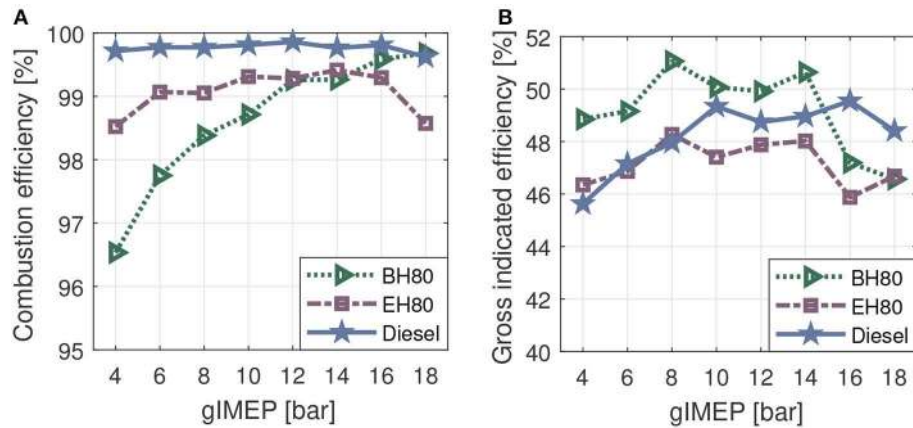 A
Combustion efficiency [%]
100
99
98
97
96
95
4 6 8 10 12 14 16 18
gIMEP [bar]
BH80
EH80
Diesel
B
Gross indicated efficiency [%]
52
50
48
46
44
42
40
4 6 8 10 12 14 16 18
gIMEP [bar]
BH80
EH80
Diesel